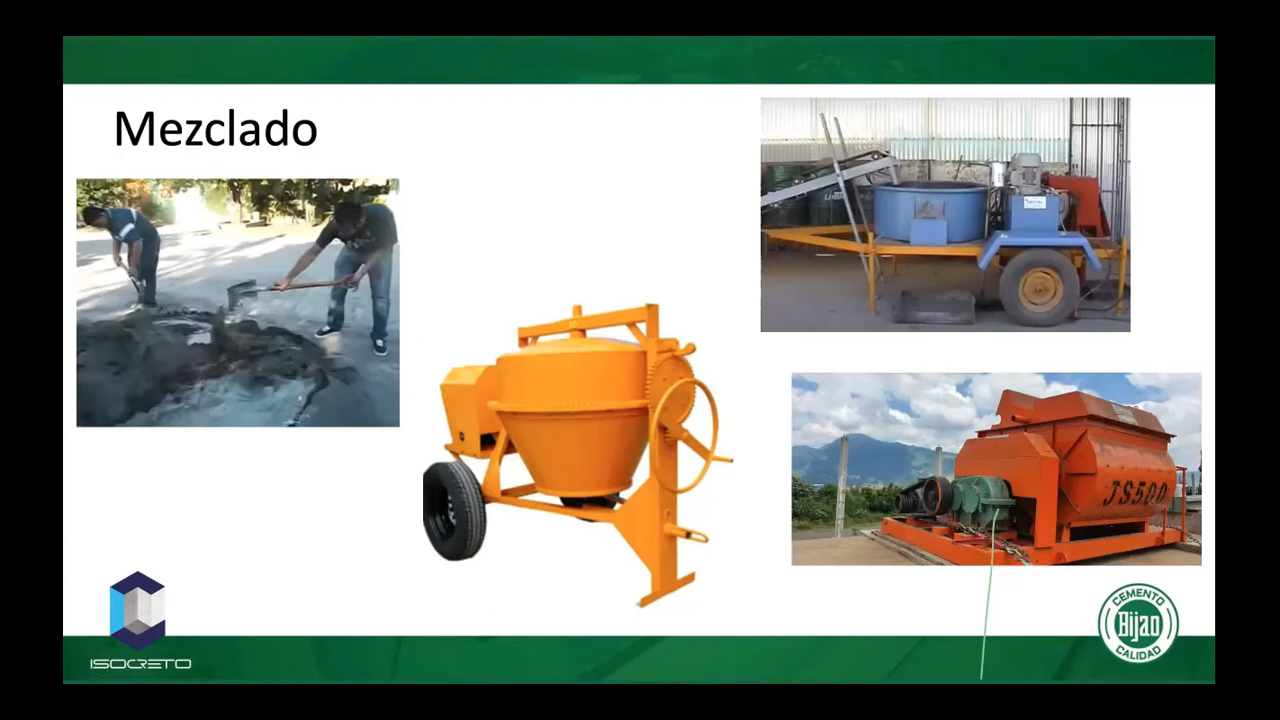 Mezclado
JS500
ISOCRETO
CEMENTO
Bijao
CALIDAD